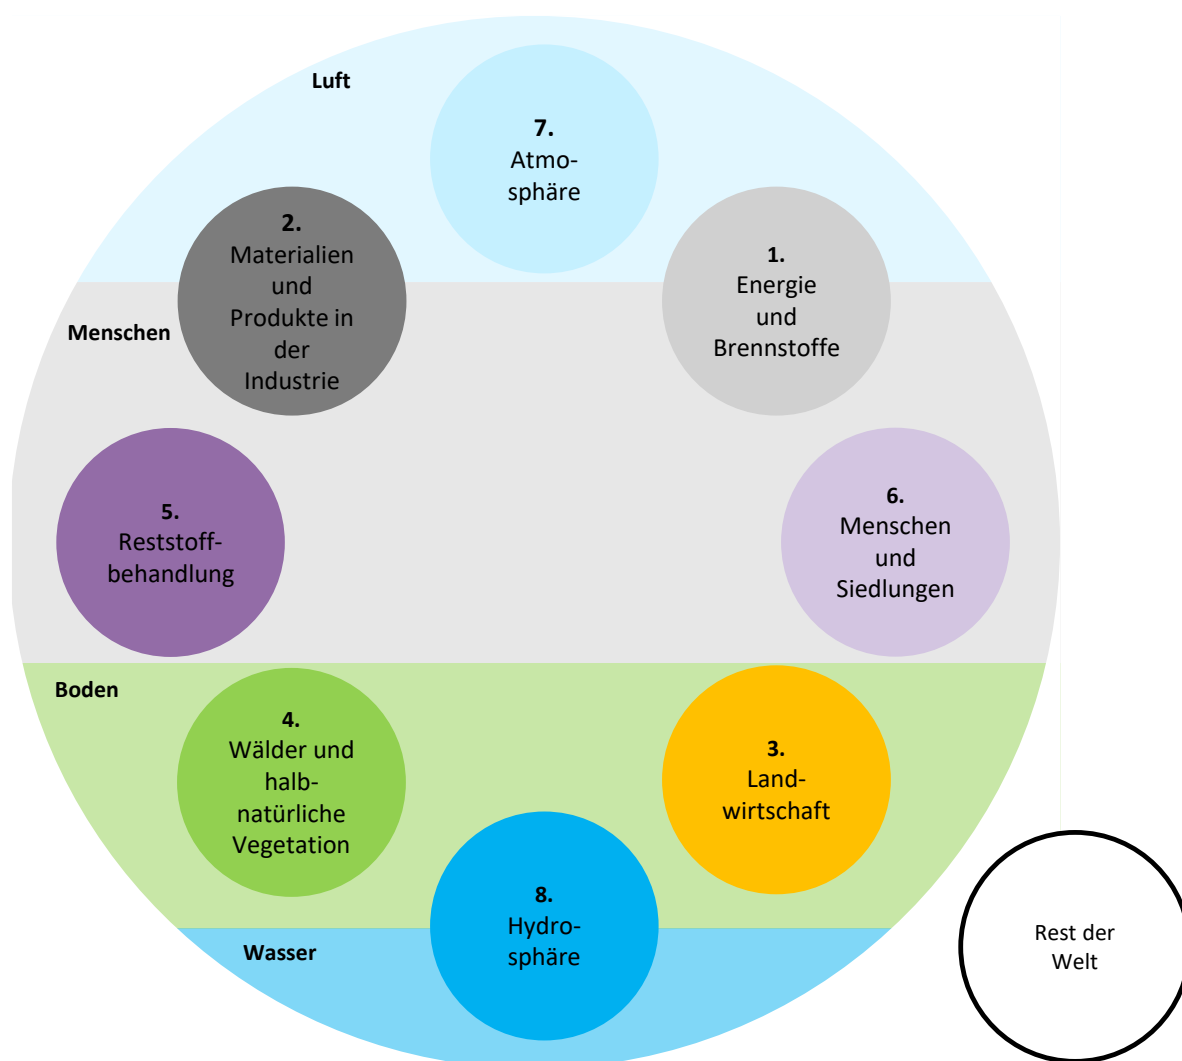 Luft
7.
Atmo-
sphäre
2.
Materialien
und
Produkte in
der
Industrie
1.
Energie
und
Brennstoffe
Menschen
5.
Reststoff-
behandlung
6.
Menschen
und
Siedlungen
Boden
4.
Wälder und
halb-
natürliche
Vegetation
3.
Land-
wirtschaft
8.
Hydro-
sphäre
Wasser
Rest der
Welt